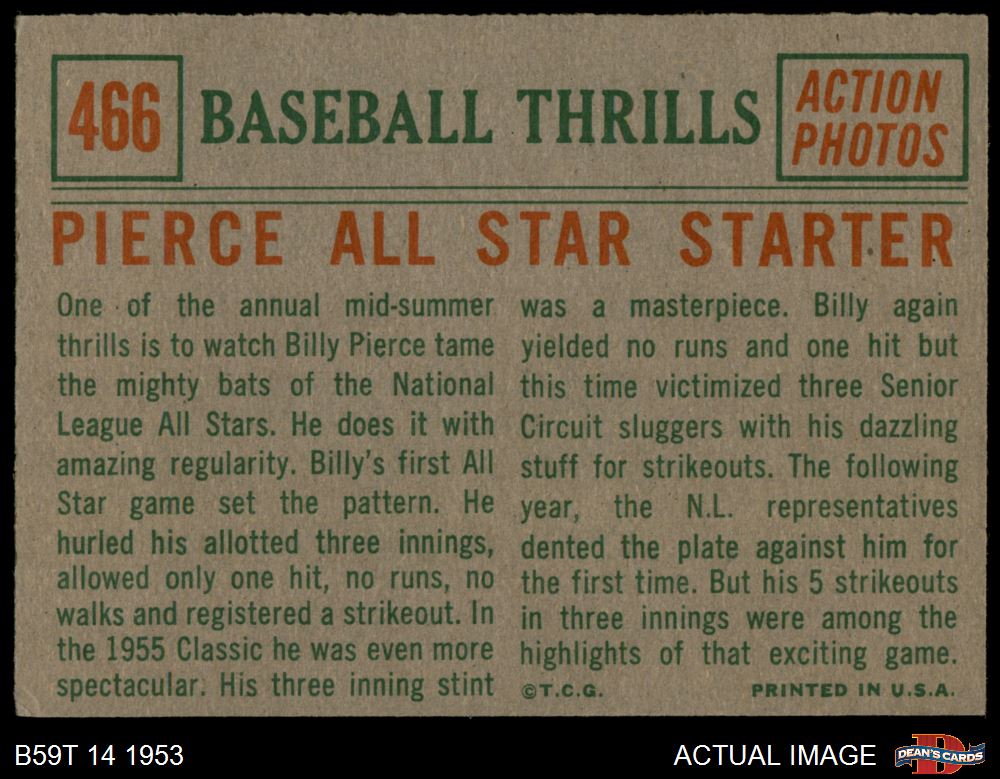 466
BASEBALL THRILLS
ACTION
PHOTOS
PIERCE ALL STAR STARTER
One of the annual mid-summer
thrills is to watch Billy Pierce tame
the mighty bats of the National
League All Stars. He does it with
amazing regularity. Billy's first All
Star game set the pattern. He
hurled his allotted three innings,
allowed only one hit, no runs, no
walks and registered a strikeout. In
the 1955 Classic he was even more
spectacular. His three inning stint
was a masterpiece. Billy again
yielded no runs and one hit but
this time victimized three Senior
Circuit sluggers with his dazzling
stuff for strikeouts. The following
year, the N.L. representatives
dented the plate against him for
the first time. But his 5 strikeouts
in three innings were among the
highlights of that exciting game.
©T.C.G. PRINTED IN U.S.A.
B59T 14 1953
ACTUAL IMAGE
DEAN'S CARDS